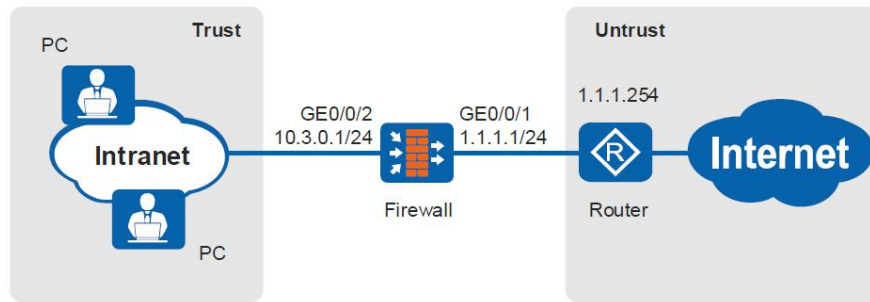 Trust
PC
Intranet
PC
GE0/0/2
10.3.0.1/24
Firewall
GE0/0/1
1.1.1.1/24
Untrust
1.1.1.254
R
Router
Internet